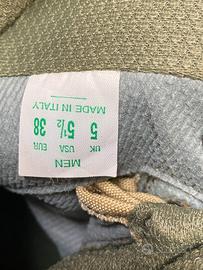 MEN
UK USA EUR
5 5½ 38
MADE IN ITALY